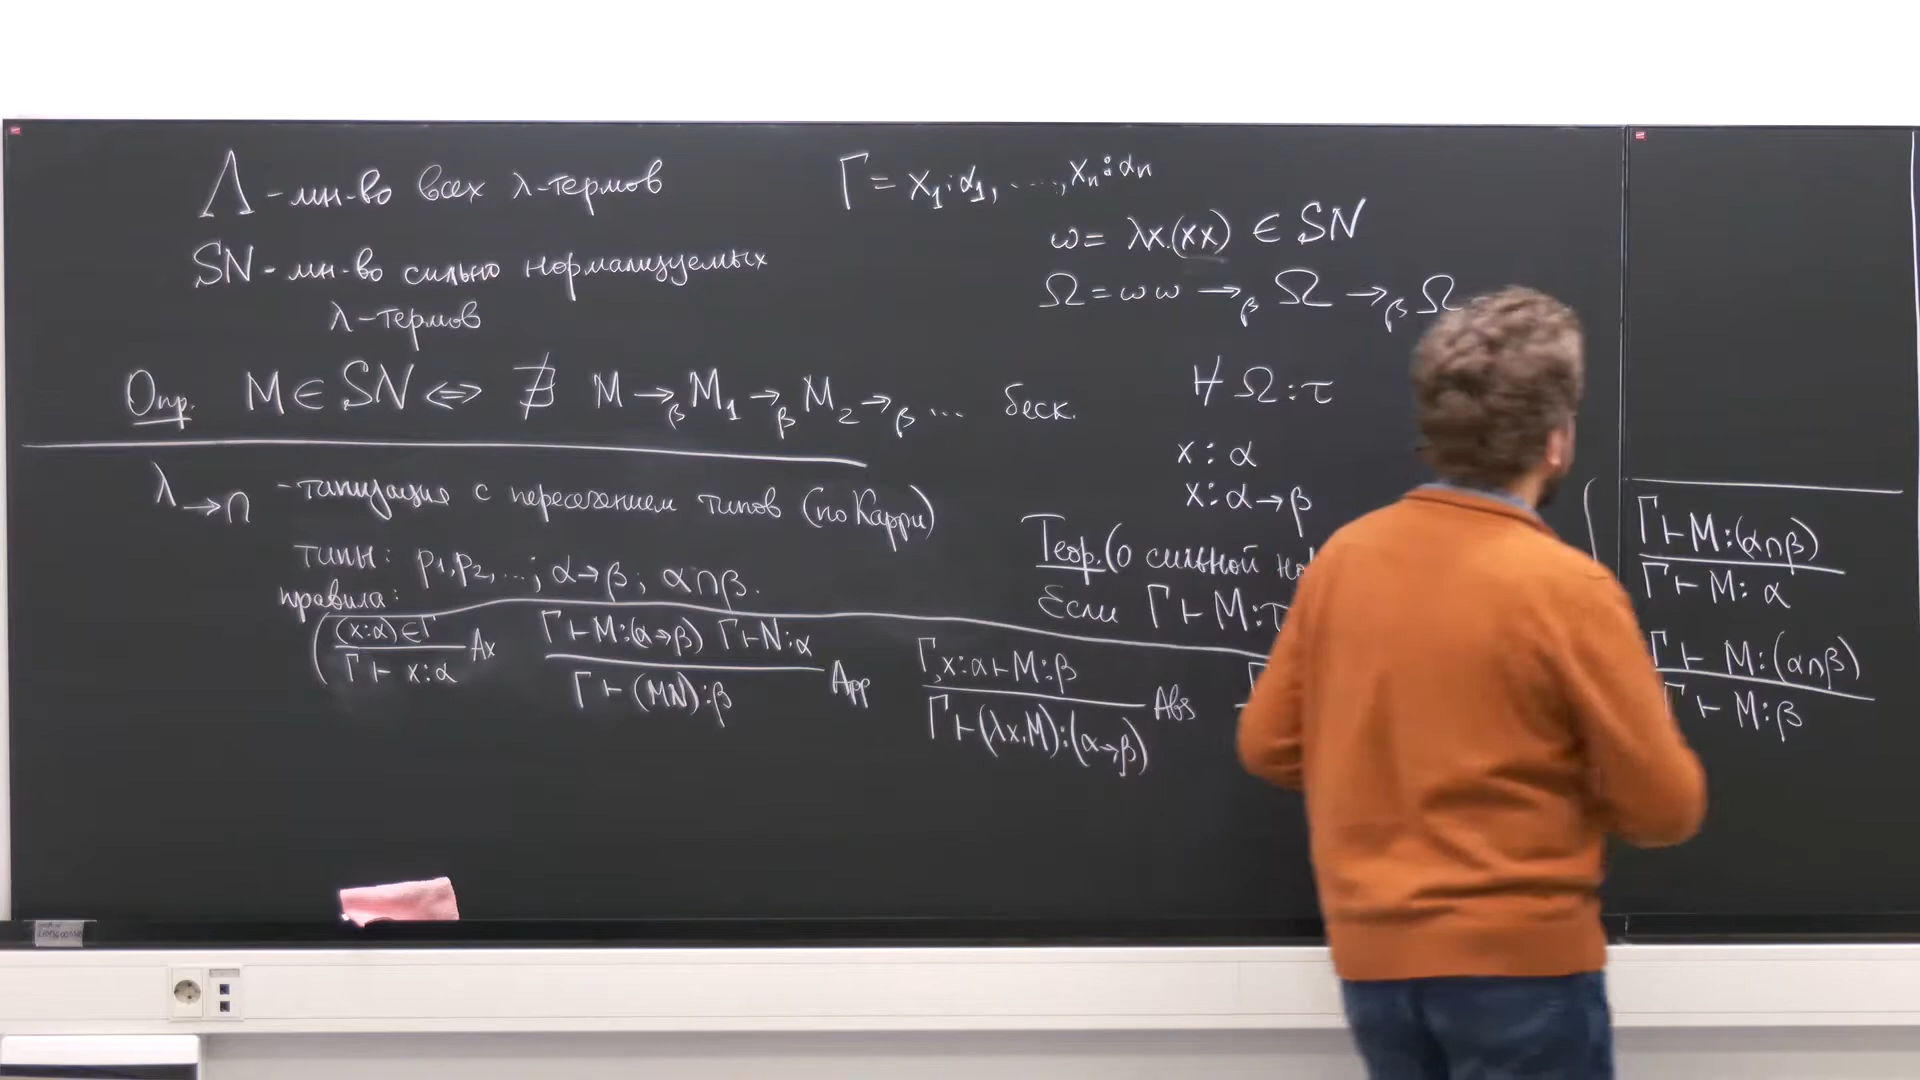 Λ - мн-во всех λ-термов
SN - мн-во сильно нормализуемых
λ-термов
Опр. M ∈ SN ⇔ ∄ M →β M₁ →β M₂ →β ... беск.
λ→∩ - типизация с пересечением типов (по Карри)
типы: p₁, p₂, ...; α→β; α∩β.
правила:
(x:α)∈Γ
Γ ⊢ x:α Ax
Γ⊢M:(α→β) Γ⊢N:α
Γ⊢(MN):β App
Γ,x:α⊢M:β
Γ⊢(λx.M):(α→β) Abs
Γ = x₁:α₁, ....., xₙ:αₙ
ω = λx.(xx) ∈ SN
Ω = ωω →β Ω →β Ω
⊬ Ω:τ
x : α
x : α→β
Теор. (о сильной
Если Γ⊢M:τ
Γ⊢M:(α∩β)
Γ⊢M:α
Γ⊢M:(α∩β)
Γ⊢M:β